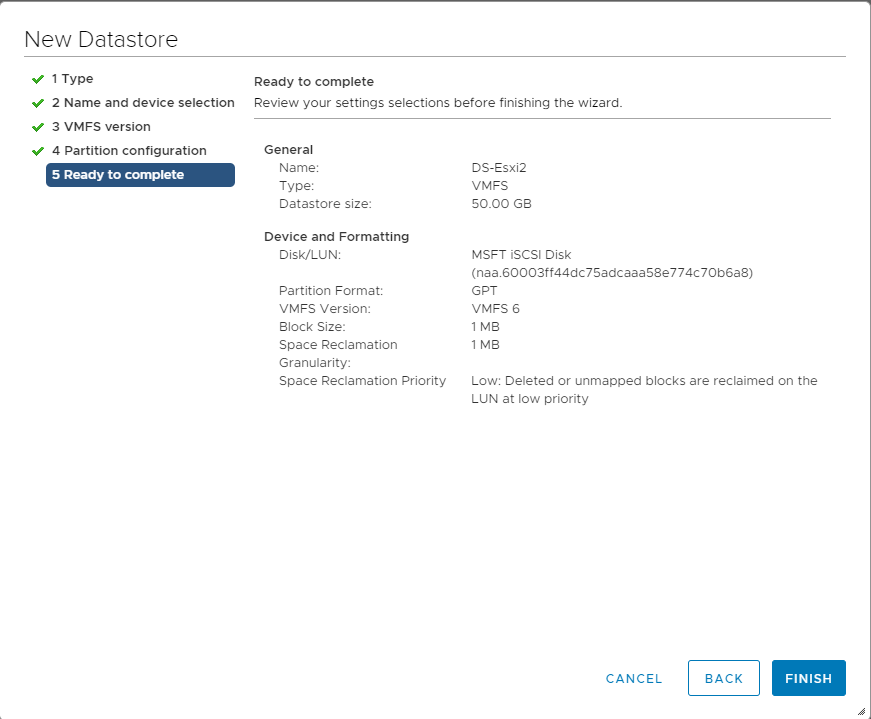 New Datastore
1 Type
2 Name and device selection
3 VMFS version
4 Partition configuration
5 Ready to complete
Ready to complete
Review your settings selections before finishing the wizard.
General
Name: DS-Esxi2
Type: VMFS
Datastore size: 50.00 GB
Device and Formatting
Disk/LUN: MSFT iSCSI Disk
(naa.60003ff44dc75adcaaa58e774c70b6a8)
Partition Format: GPT
VMFS Version: VMFS 6
Block Size: 1 MB
Space Reclamation 1 MB
Granularity:
Space Reclamation Priority Low: Deleted or unmapped blocks are reclaimed on the
LUN at low priority
CANCEL BACK FINISH